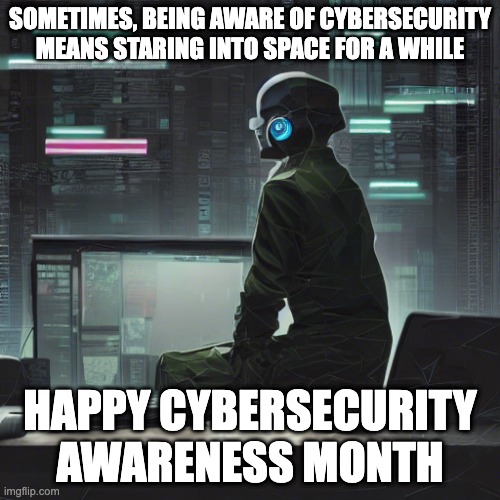 SOMETIMES, BEING AWARE OF CYBERSECURITY
MEANS STARING INTO SPACE FOR A WHILE
HAPPY CYBERSECURITY
AWARENESS MONTH
imgflip.com